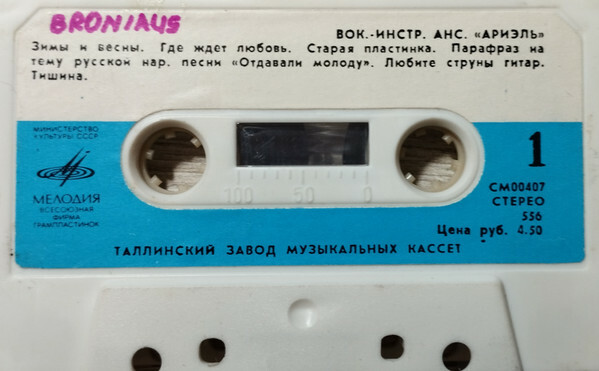 BRONIAUS
ВОК.-ИНСТР. АНС. «АРИЭЛЬ»
Зимы и весны. Где ждет любовь. Старая пластинка. Парафраз на
тему русской нар. песни «Отдавали молоду». Любите струны гитар.
Тишина.
МИНИСТЕРСТВО
КУЛЬТУРЫ СССР
МЕЛОДИЯ
ВСЕСОЮЗНАЯ
ФИРМА
ГРАМПЛАСТИНОК
100 50 0
1
СМ00407
СТЕРЕО
556
Цена руб. 4.50
ТАЛЛИНСКИЙ ЗАВОД МУЗЫКАЛЬНЫХ КАССЕТ